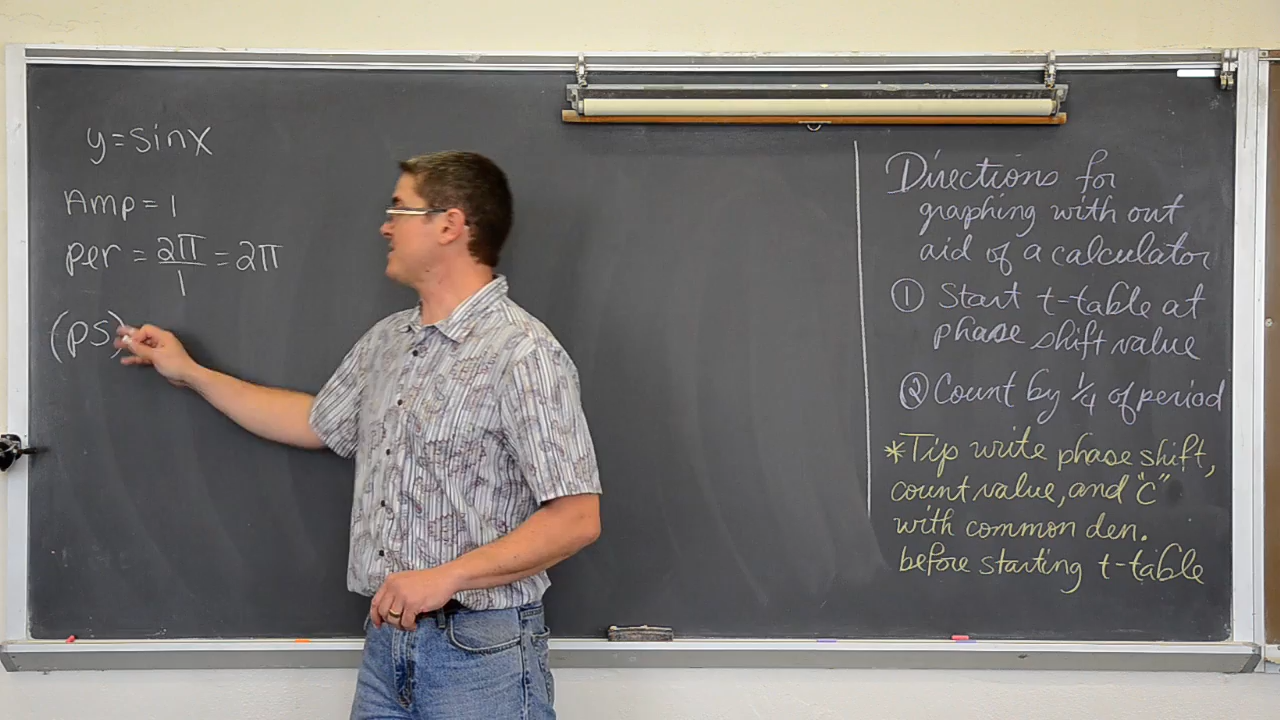 y=sinx
Amp = 1
per = 2π/1 = 2π
(ps)
Directions for
graphing with out
aid of a calculator
① Start t-table at
phase shift value
② Count by 1/4 of period
*Tip write phase shift,
count value, and "C"
with common den.
before starting t-table